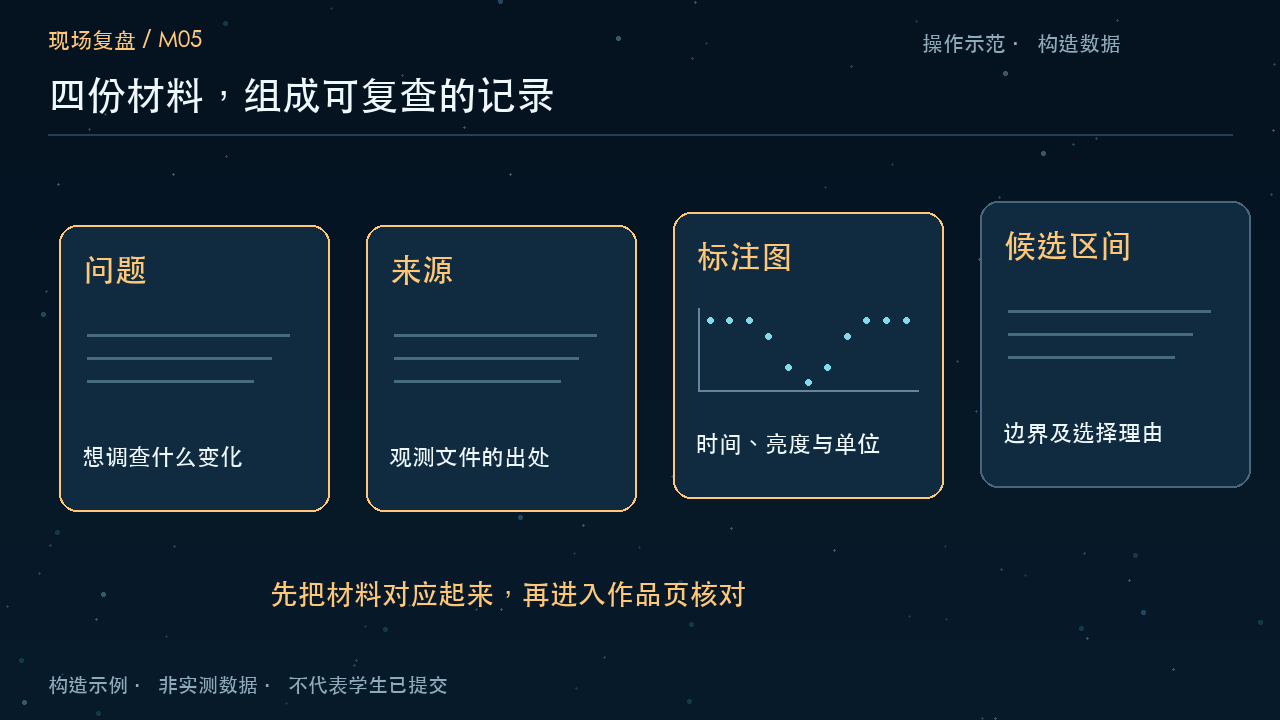 现场复盘 / M05
操作示范 · 构造数据
四份材料，组成可复查的记录
问题
想调查什么变化
来源
观测文件的出处
标注图
时间、亮度与单位
候选区间
边界及选择理由
先把材料对应起来，再进入作品页核对
构造示例 · 非实测数据 · 不代表学生已提交